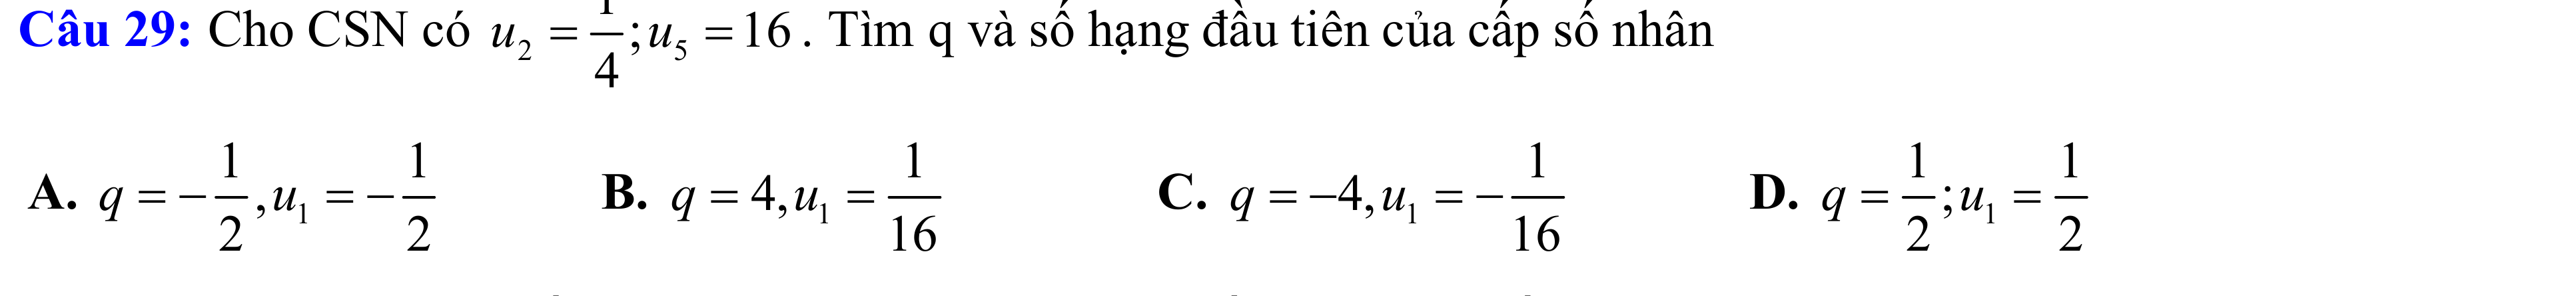 Câu 29: Cho CSN có u₂ = 1/4; u₅ = 16 . Tìm q và số hạng đầu tiên của cấp số nhân
A. q = −1/2, u₁ = −1/2 B. q = 4, u₁ = 1/16 C. q = −4, u₁ = −1/16 D. q = 1/2; u₁ = 1/2